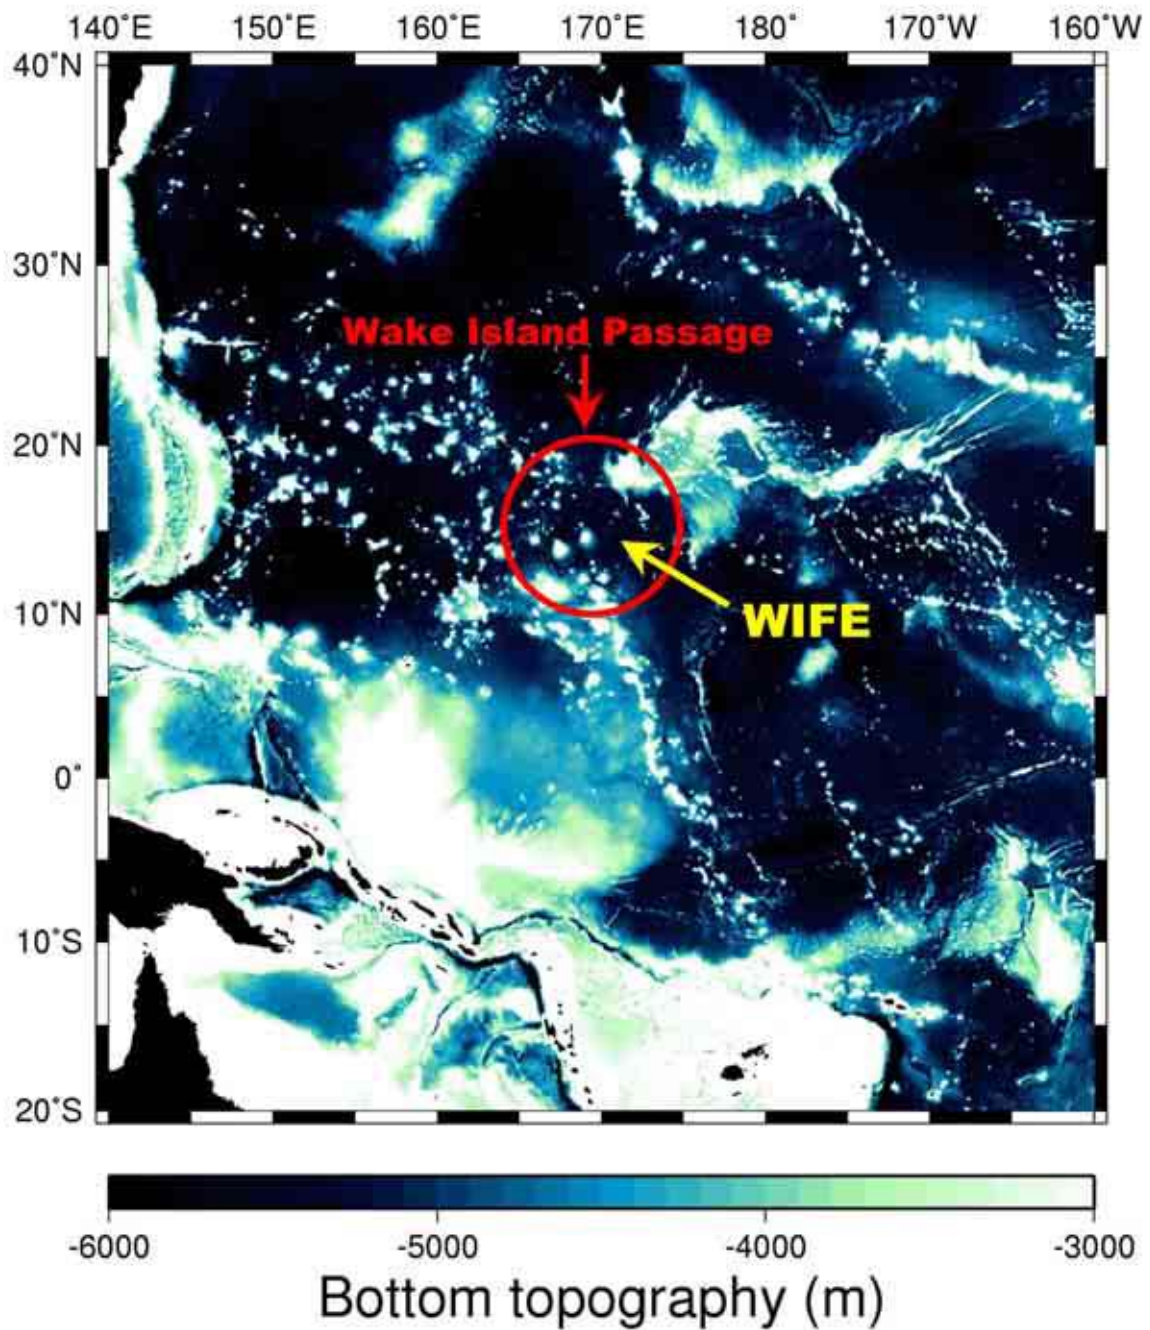 140˚E 150˚E 160˚E 170˚E 180˚ 170˚W 160˚W
40˚N
30˚N
Wake Island Passage
20˚N
10˚N
WIFE
0˚
10˚S
20˚S
-6000 -5000 -4000 -3000
Bottom topography (m)